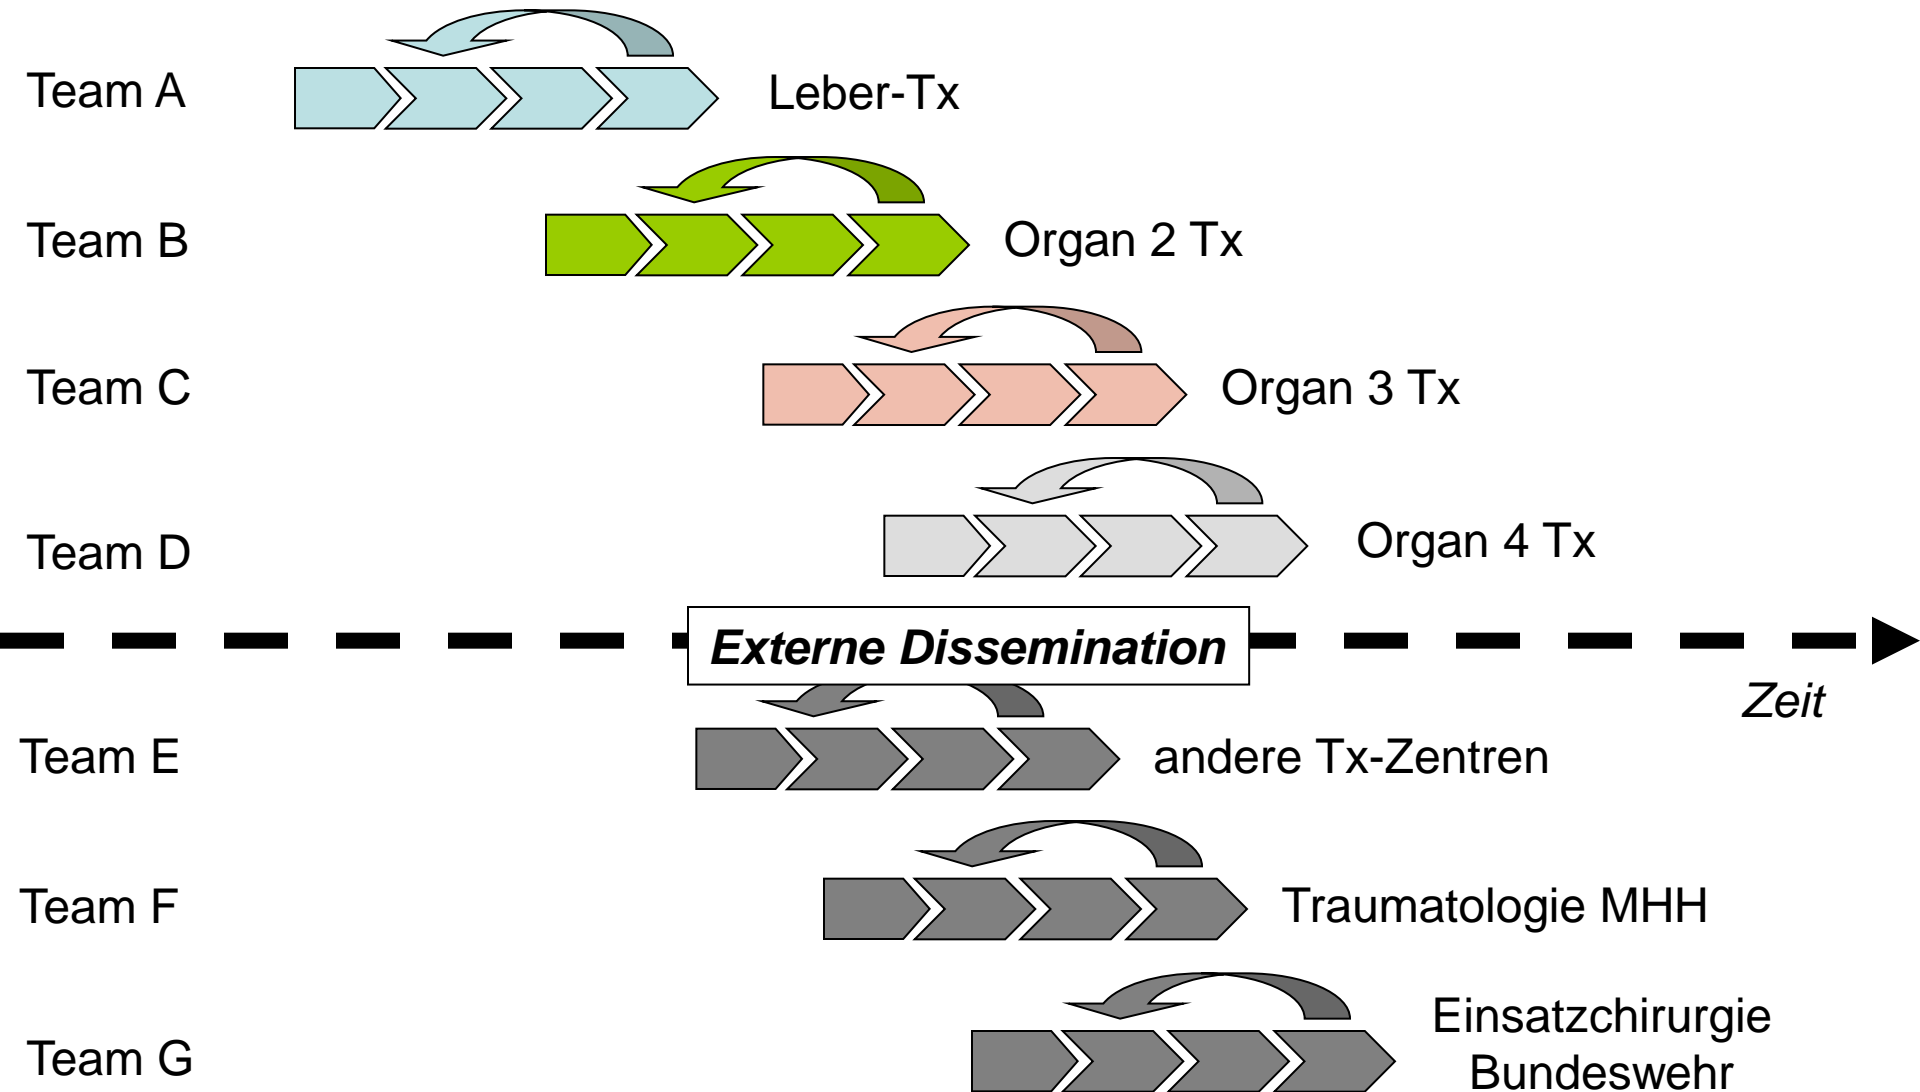 Team A
Leber-Tx
Team B
Organ 2 Tx
Team C
Organ 3 Tx
Team D
Organ 4 Tx
Externe Dissemination
Zeit
Team E
andere Tx-Zentren
Team F
Traumatologie MHH
Team G
Einsatzchirurgie
Bundeswehr